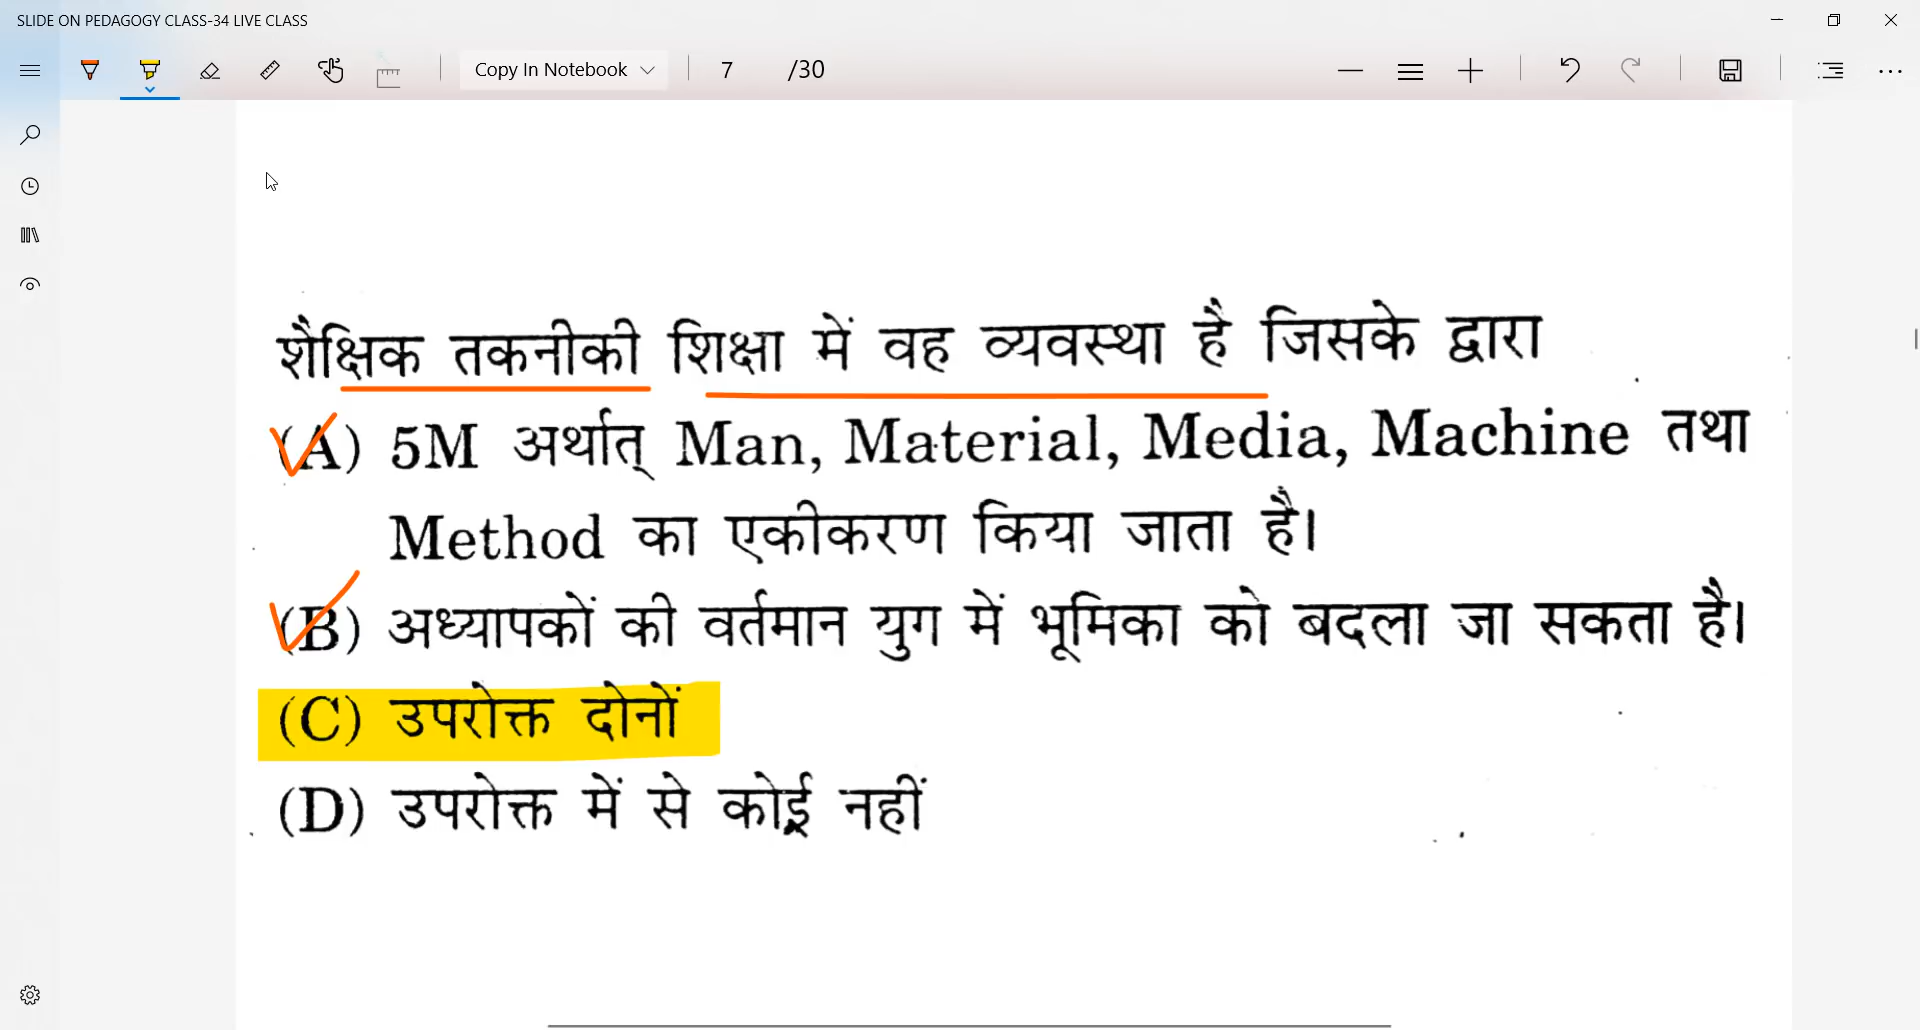 SLIDE ON PEDAGOGY CLASS-34 LIVE CLASS
Copy In Notebook 7 /30
शैक्षिक तकनीकी शिक्षा में वह व्यवस्था है जिसके द्वारा
(A) 5M अर्थात् Man, Material, Media, Machine तथा
Method का एकीकरण किया जाता है।
(B) अध्यापकों की वर्तमान युग में भूमिका को बदला जा सकता है।
(C) उपरोक्त दोनों
(D) उपरोक्त में से कोई नहीं